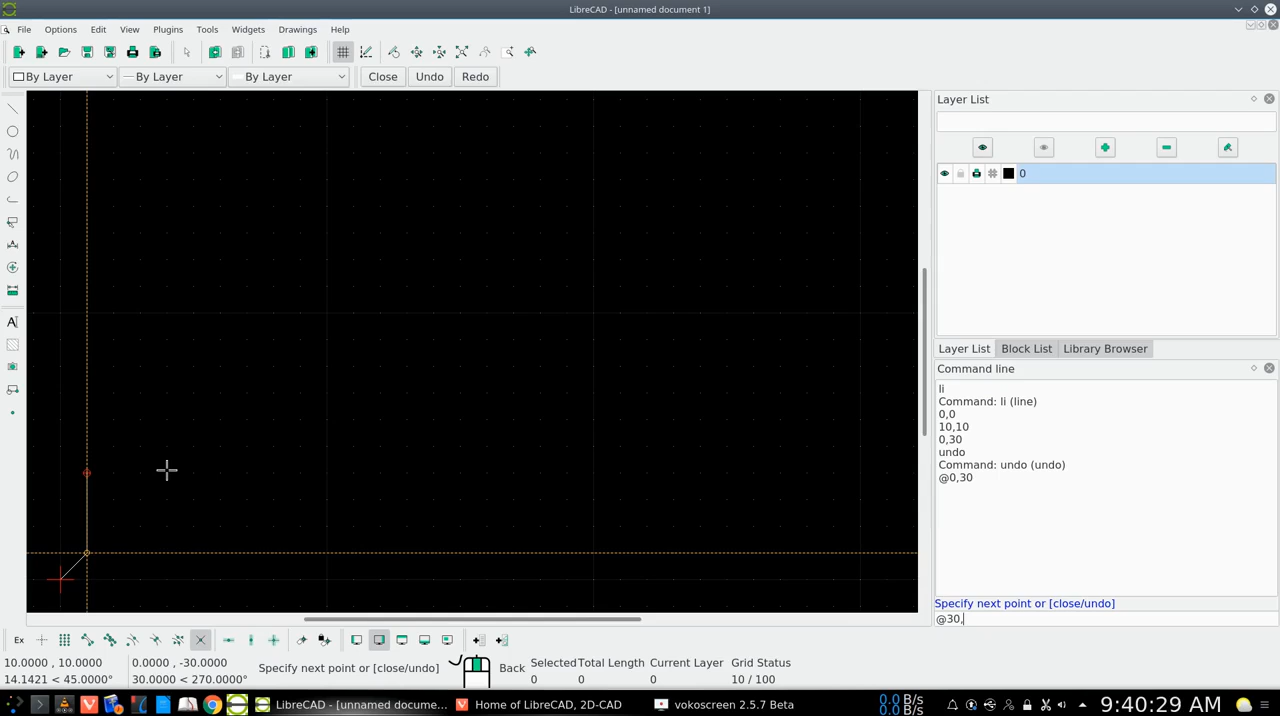 LibreCAD - [unnamed document 1]
File Options Edit View Plugins Tools Widgets Drawings Help
By Layer By Layer By Layer Close Undo Redo
Layer List
0
Layer List Block List Library Browser
Command line
li
Command: li (line)
0,0
10,10
0,30
undo
Command: undo (undo)
@0,30
Specify next point or [close/undo]
@30,
Ex
10.0000 , 10.0000 0.0000 , -30.0000 Specify next point or [close/undo] Back Selected Total Length Current Layer Grid Status
14.1421 < 45.0000° 30.0000 < 270.0000° 0 0 0 10 / 100
LibreCAD - [unnamed docume... Home of LibreCAD, 2D-CAD vokoscreen 2.5.7 Beta 0.0 B/s 9:40:29 AM
0.0 B/s